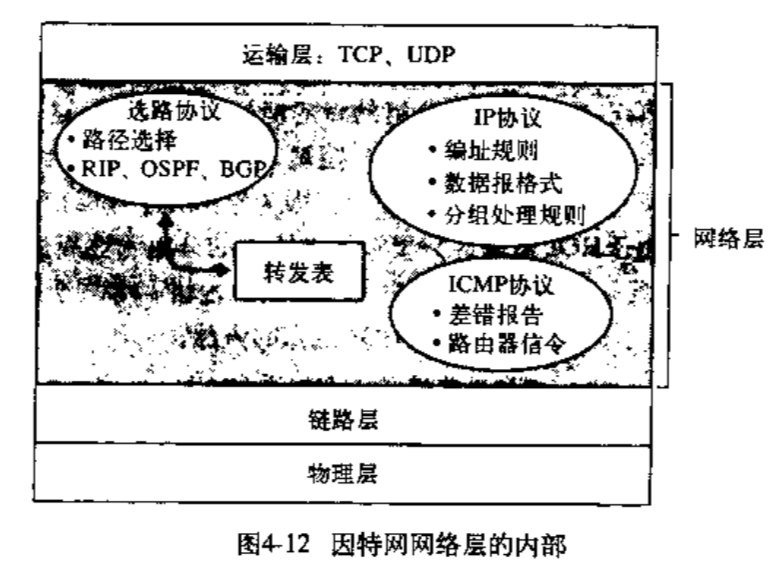 运输层：TCP、UDP
选路协议
• 路径选择
• RIP、OSPF、BGP
IP协议
• 编址规则
• 数据报格式
• 分组处理规则
网络层
转发表
ICMP协议
• 差错报告
• 路由器信令
链路层
物理层
图4-12 因特网网络层的内部